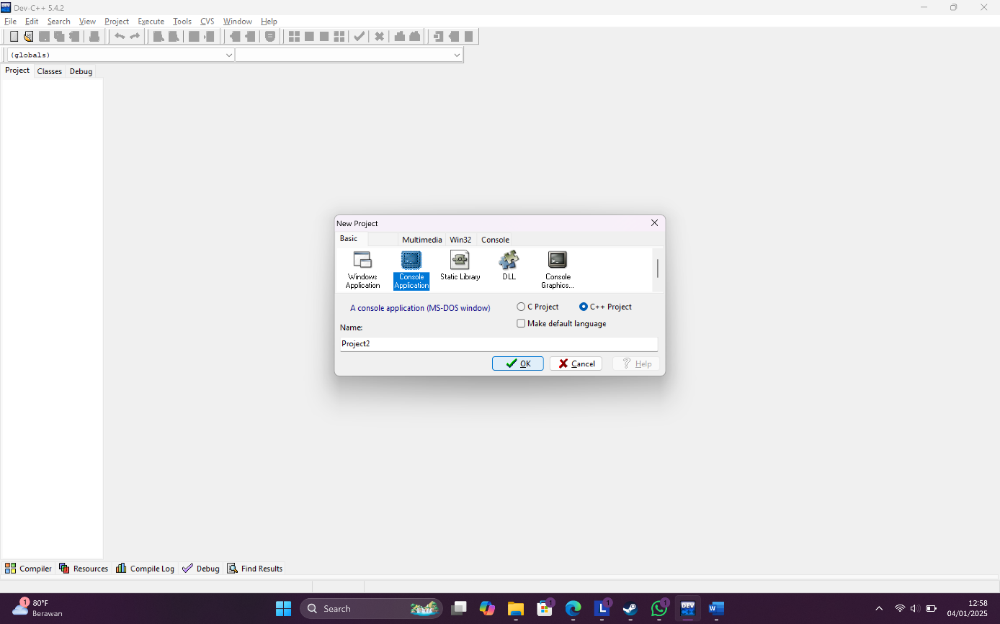 Dev-C++ 5.4.2
File Edit Search View Project Execute Tools CVS Window Help
(globals)
Project Classes Debug
New Project
Basic Multimedia Win32 Console
Windows Application
Console Application
Static Library
DLL
Console Graphics...
A console application (MS-DOS window)
C Project C++ Project
Make default language
Name:
Project2
OK Cancel ? Help
Compiler Resources Compile Log Debug Find Results
1 80°F
Berawan
Search
1
L 1
1
DEV C++
W
12:58
04/01/2025